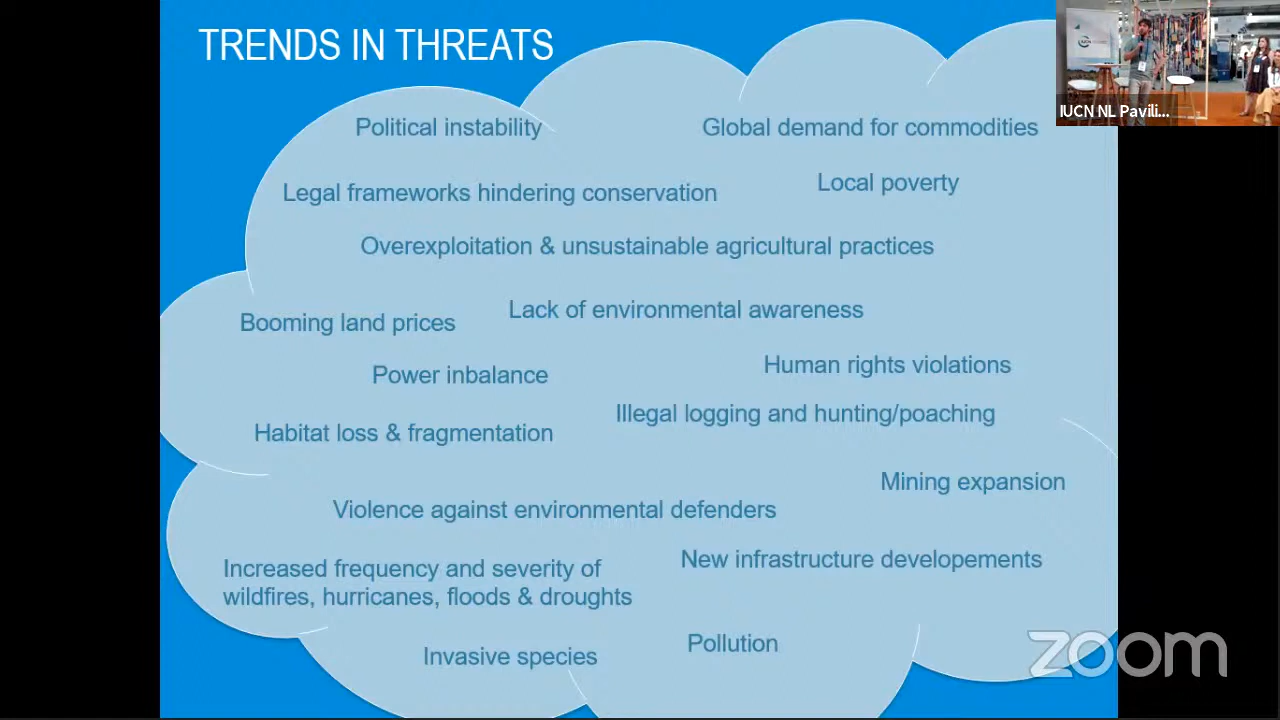 TRENDS IN THREATS
IUCN NL Pavili...
Political instability
Global demand for commodities
Legal frameworks hindering conservation
Local poverty
Overexploitation & unsustainable agricultural practices
Booming land prices
Lack of environmental awareness
Power inbalance
Human rights violations
Illegal logging and hunting/poaching
Habitat loss & fragmentation
Mining expansion
Violence against environmental defenders
New infrastructure developements
Increased frequency and severity of
wildfires, hurricanes, floods & droughts
Pollution
Invasive species
zoom